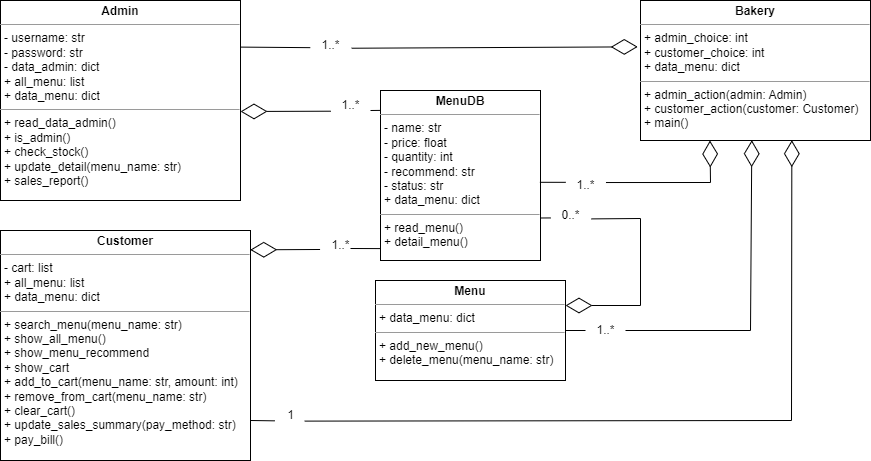 Admin
- username: str
- password: str
- data_admin: dict
+ all_menu: list
+ data_menu: dict
+ read_data_admin()
+ is_admin()
+ check_stock()
+ update_detail(menu_name: str)
+ sales_report()
1..*
Bakery
+ admin_choice: int
+ customer_choice: int
+ data_menu: dict
+ admin_action(admin: Admin)
+ customer_action(customer: Customer)
+ main()
1..*
MenuDB
- name: str
- price: float
- quantity: int
- recommend: str
- status: str
+ data_menu: dict
+ read_menu()
+ detail_menu()
1..*
0..*
1..*
Customer
- cart: list
+ all_menu: list
+ data_menu: dict
+ search_menu(menu_name: str)
+ show_all_menu()
+ show_menu_recommend
+ show_cart
+ add_to_cart(menu_name: str, amount: int)
+ remove_from_cart(menu_name: str)
+ clear_cart()
+ update_sales_summary(pay_method: str)
+ pay_bill()
Menu
+ data_menu: dict
+ add_new_menu()
+ delete_menu(menu_name: str)
1..*
1